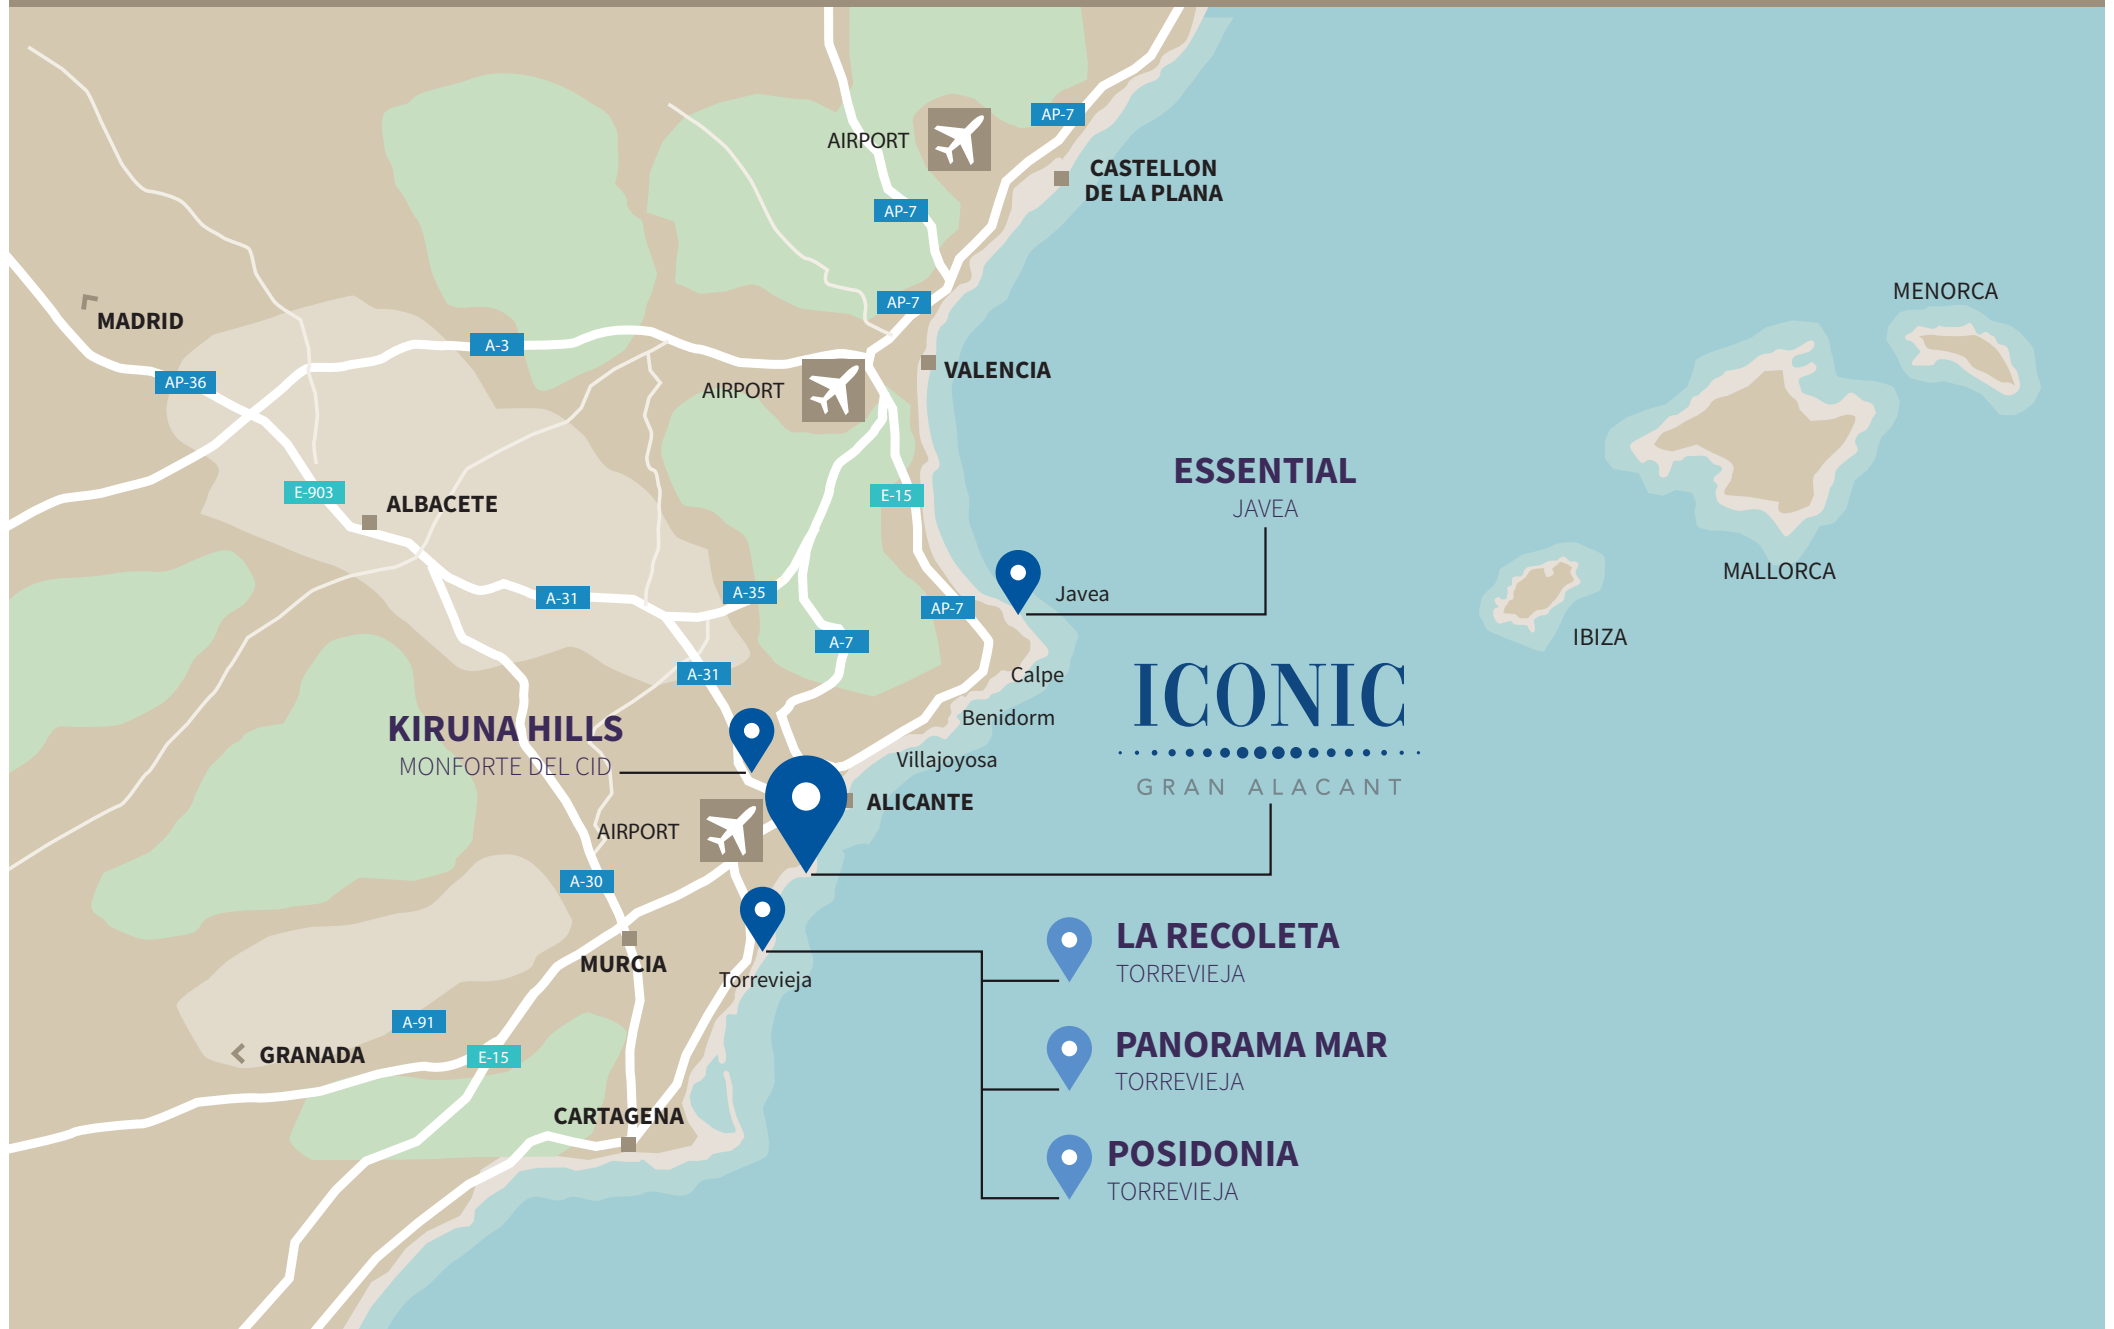 AP-7
AIRPORT
CASTELLON
DE LA PLANA
AP-7
MENORCA
AP-7
MADRID
A-3
VALENCIA
AP-36
AIRPORT
ESSENTIAL
JAVEA
E-903
ALBACETE
E-15
MALLORCA
Javea
A-31
A-35
AP-7
IBIZA
A-7
A-31
Calpe
ICONIC
GRAN ALACANT
Benidorm
KIRUNA HILLS
MONFORTE DEL CID
Villajoyosa
ALICANTE
AIRPORT
A-30
LA RECOLETA
TORREVIEJA
MURCIA
Torrevieja
A-91
GRANADA
E-15
PANORAMA MAR
TORREVIEJA
CARTAGENA
POSIDONIA
TORREVIEJA